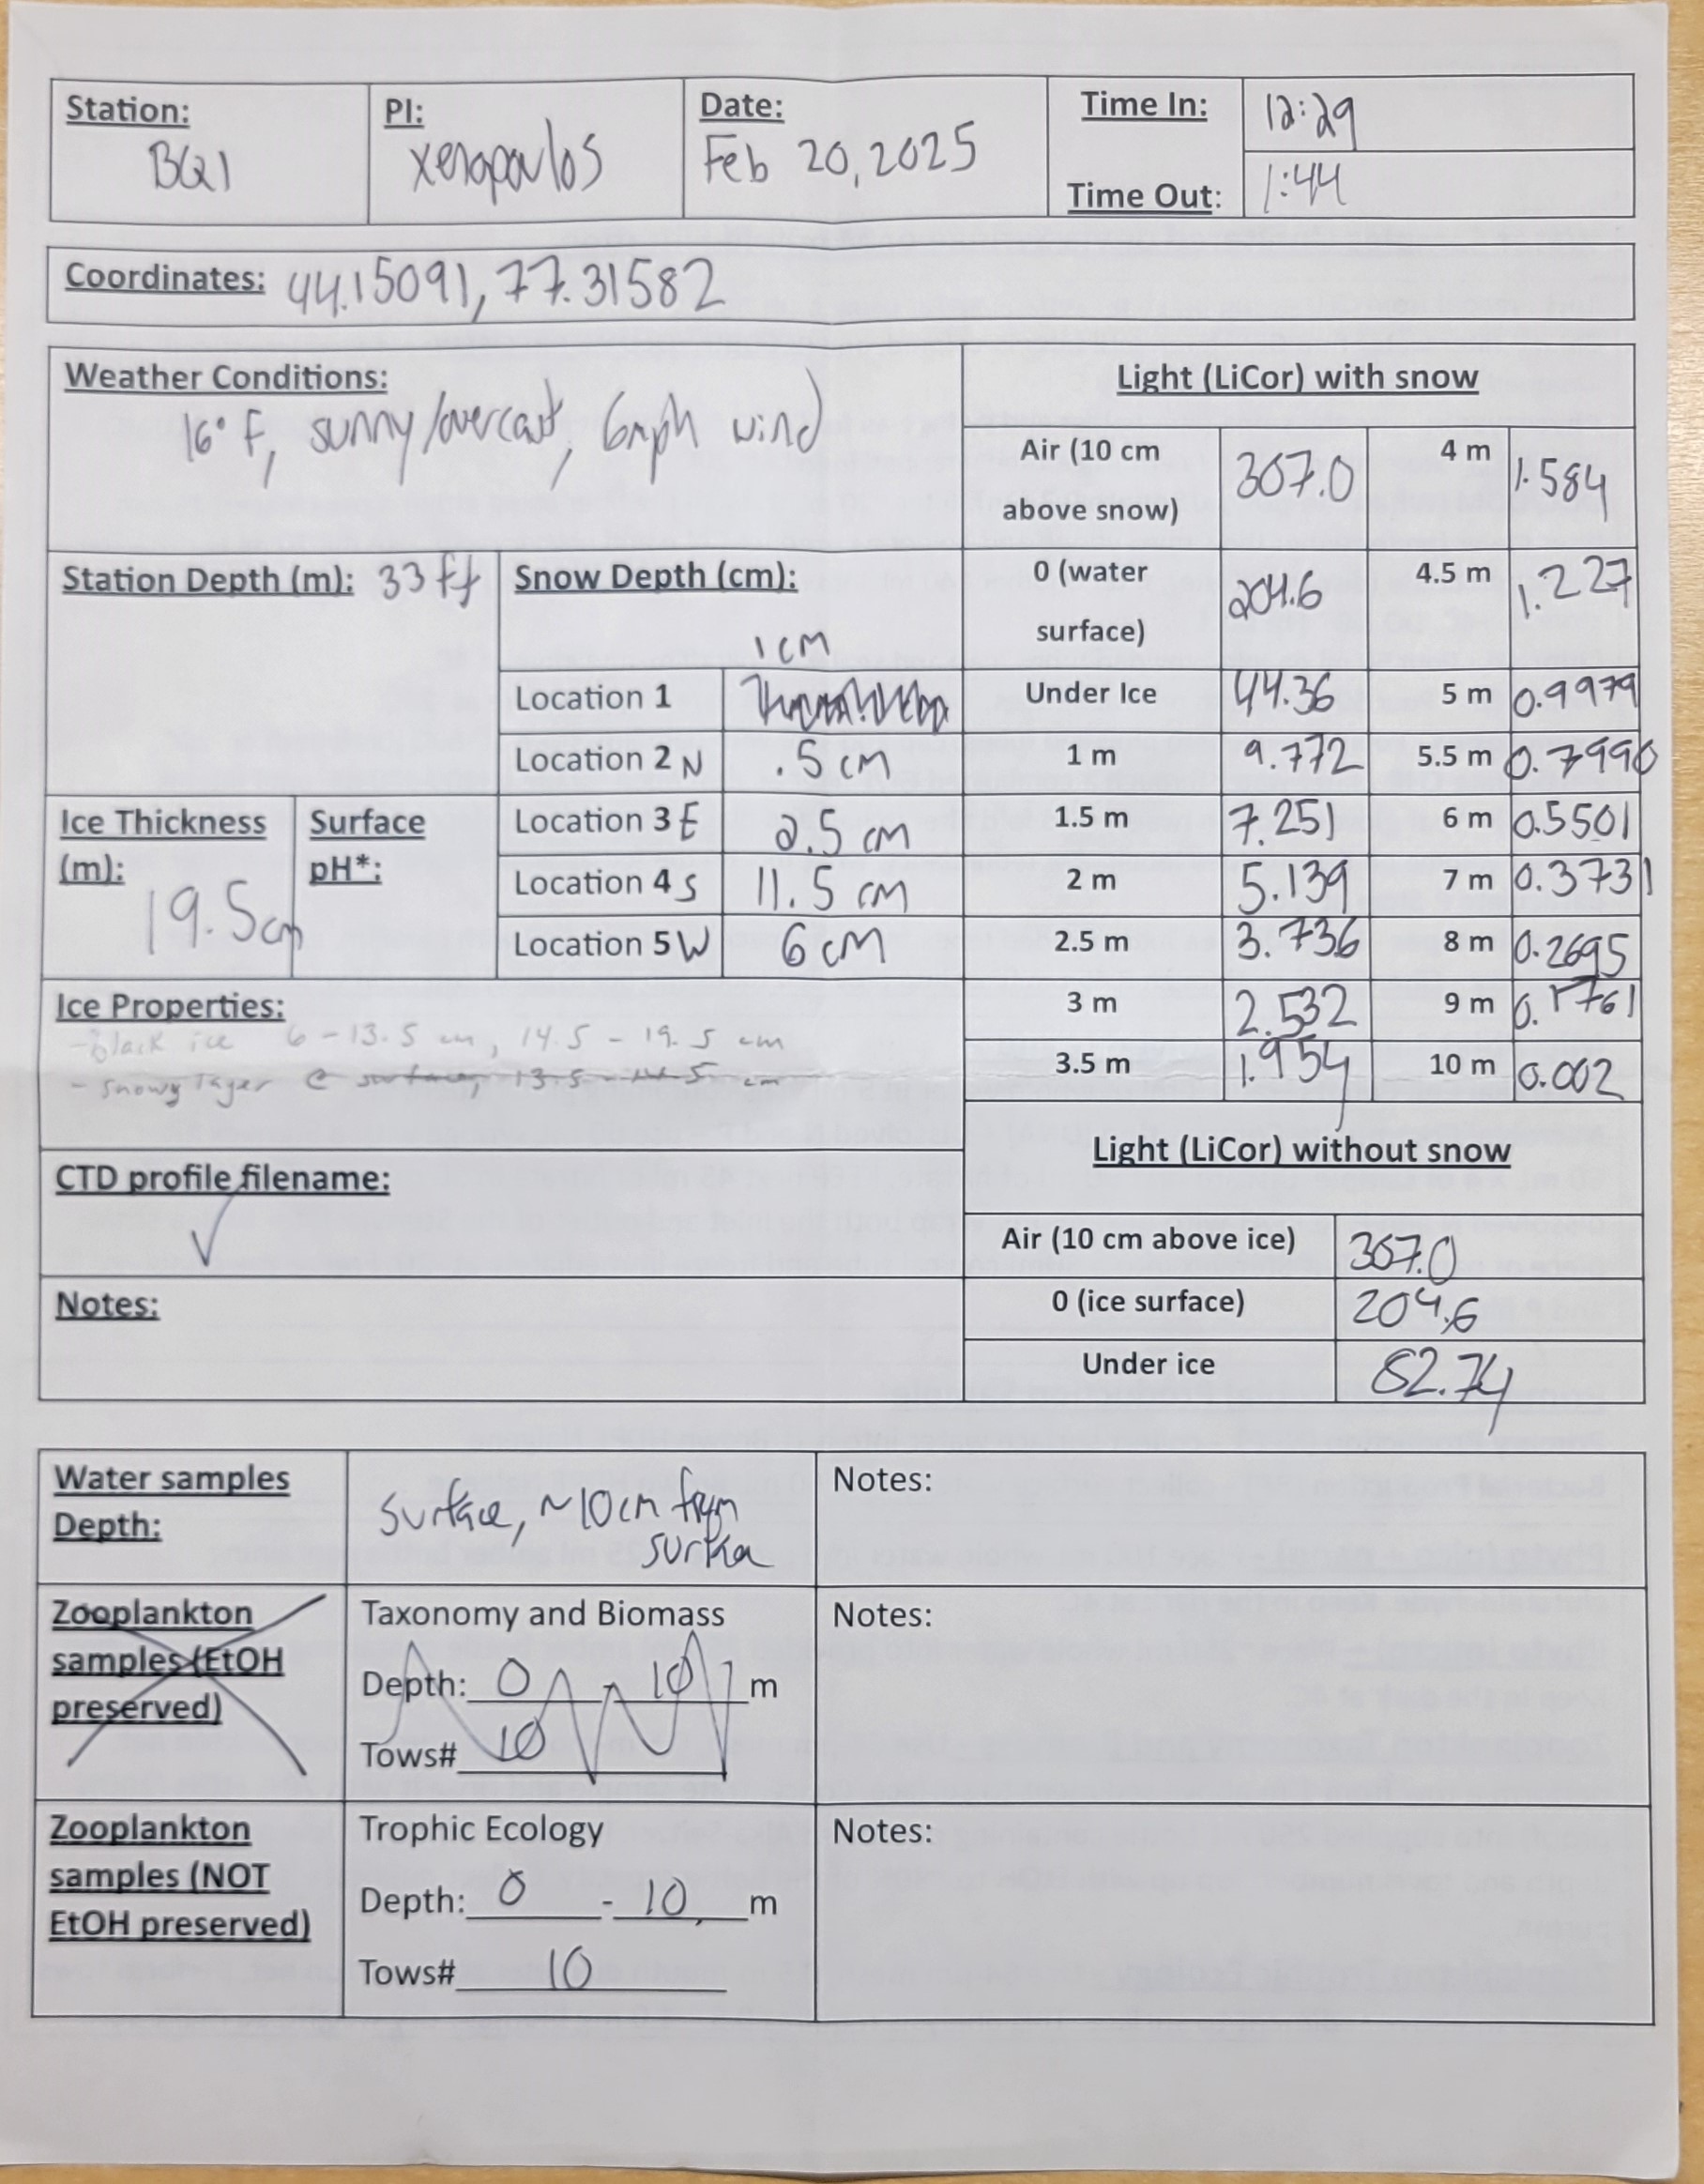 Station: PI: Date: Time In: 12:29
BQ1 Xenopoulos Feb 20, 2025
Time Out: 1:44
Coordinates: 44.15091, 77.31582
Weather Conditions: Light (LiCor) with snow
16° F, sunny/overcast, 6mph wind
Air (10 cm above snow) 307.0 4 m 1.584
Station Depth (m): 33 ft Snow Depth (cm): 0 (water surface) 204.6 4.5 m 1.227
1 cm
Location 1 Under Ice 44.36 5 m 0.9979
Location 2 N .5 cm 1 m 9.772 5.5 m 0.7990
Ice Thickness (m): 19.5cm Surface pH*: Location 3 E 2.5 cm 1.5 m 7.251 6 m 0.5501
Location 4 S 11.5 cm 2 m 5.139 7 m 0.3731
Location 5 W 6 cm 2.5 m 3.736 8 m 0.2695
Ice Properties: 3 m 2.532 9 m 0.1761
-black ice 6-13.5 cm, 14.5 - 19.5 cm
- snowy layer @ surface, 13.5 - 14.5 cm 3.5 m 1.954 10 m 0.002
Light (LiCor) without snow
CTD profile filename: ✓
Air (10 cm above ice) 307.0
Notes: 0 (ice surface) 204.6
Under ice 82.74
Water samples Notes:
Depth: surface, ~10cm from
Zooplankton Taxonomy and Biomass Notes:
samples (EtOH Depth: 0 - 10 m
preserved) Tows# 10
Zooplankton Trophic Ecology Notes:
samples (NOT Depth: 0 - 10 m
EtOH preserved)
Tows# 10